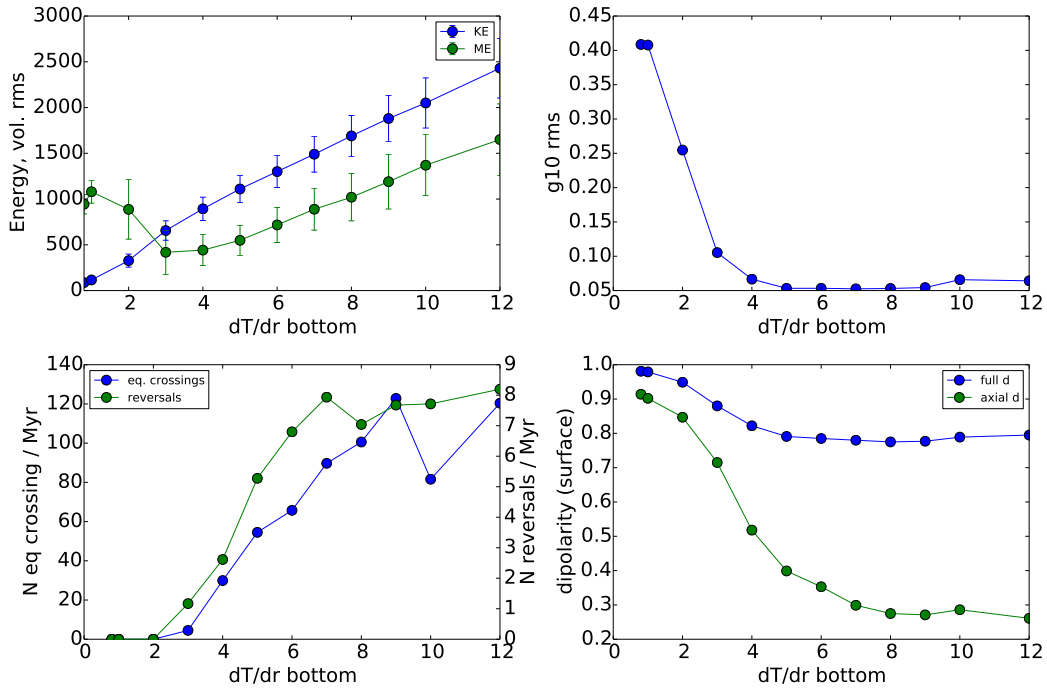 3000
2500
2000
1500
1000
500
0
Energy, vol. rms
KE
ME
2 4 6 8 10 12
dT/dr bottom
0.45
0.40
0.35
0.30
0.25
0.20
0.15
0.10
0.05
g10 rms
0 2 4 6 8 10 12
dT/dr bottom
140
120
100
80
60
40
20
0
N eq crossing / Myr
eq. crossings
reversals
9
8
7
6
5
4
3
2
1
0
N reversals / Myr
0 2 4 6 8 10 12
dT/dr bottom
1.0
0.9
0.8
0.7
0.6
0.5
0.4
0.3
0.2
dipolarity (surface)
full d
axial d
0 2 4 6 8 10 12
dT/dr bottom